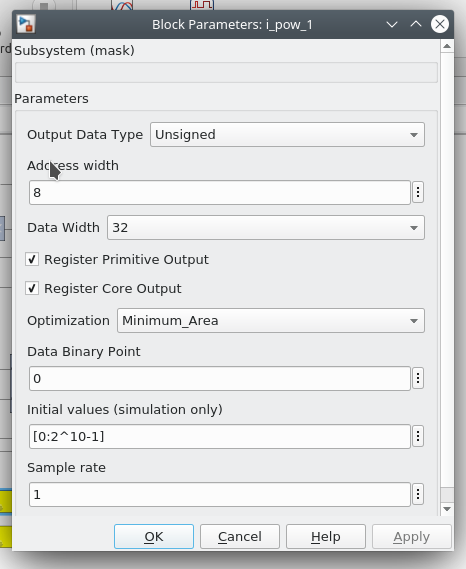 Block Parameters: i_pow_1
Subsystem (mask)
Parameters
Output Data Type Unsigned
Address width
8
Data Width 32
Register Primitive Output
Register Core Output
Optimization Minimum_Area
Data Binary Point
0
Initial values (simulation only)
[0:2^10-1]
Sample rate
1
OK Cancel Help Apply